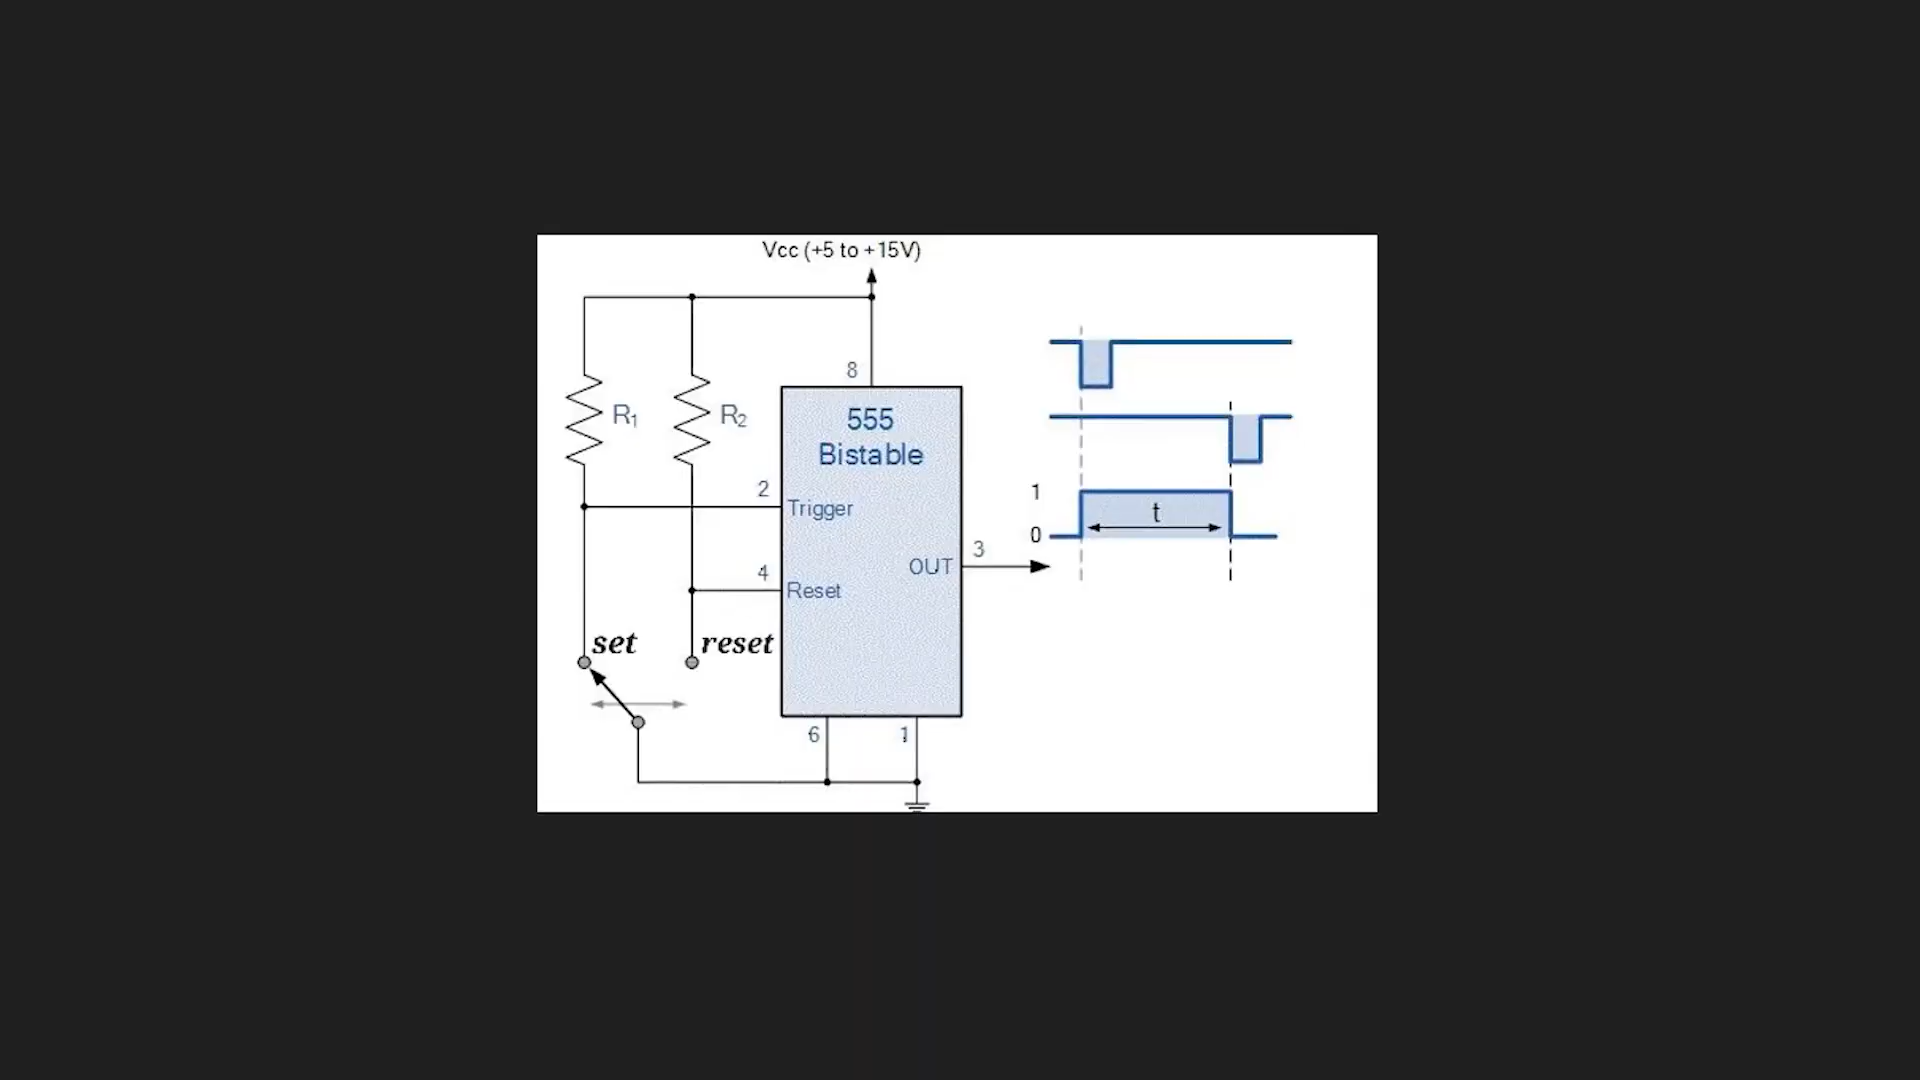 Vcc (+5 to +15V)
8
R1
R2
555
Bistable
2
Trigger
4
Reset
OUT
3
set
reset
6
1
1
0
t